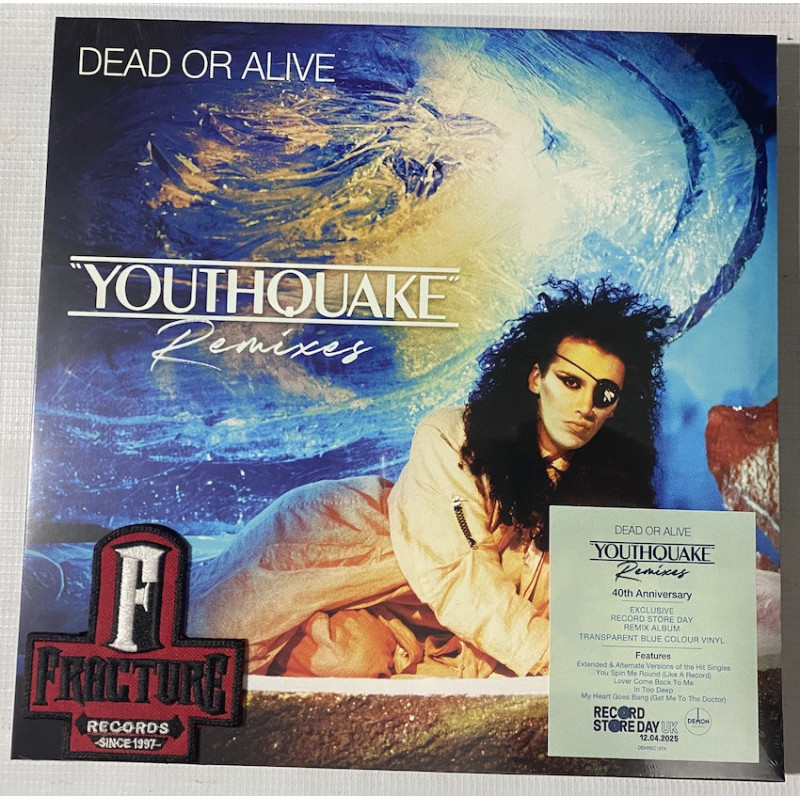 DEAD OR ALIVE
"YOUTHQUAKE"
Remixes
F
FRACTURE
RECORDS
-SINCE 1997-
DEAD OR ALIVE
YOUTHQUAKE
Remixes
40th Anniversary
EXCLUSIVE
RECORD STORE DAY
REMIX ALBUM
TRANSPARENT BLUE COLOUR VINYL
Features
Extended & Alternate Versions of the Hit Singles
You Spin Me Round (Like A Record)
Lover Come Back To Me
In Too Deep
My Heart Goes Bang (Get Me To The Doctor)
RECORD
STORE DAY UK
12.04.2025
DEMON